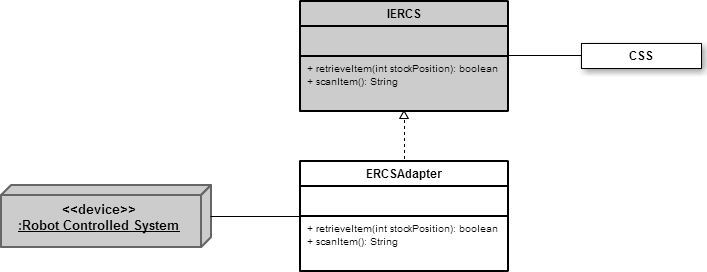 IERCS
+ retrieveItem(int stockPosition): boolean
+ scanItem(): String
CSS
ERCSAdapter
+ retrieveItem(int stockPosition): boolean
+ scanItem(): String
<<device>>
:Robot Controlled System